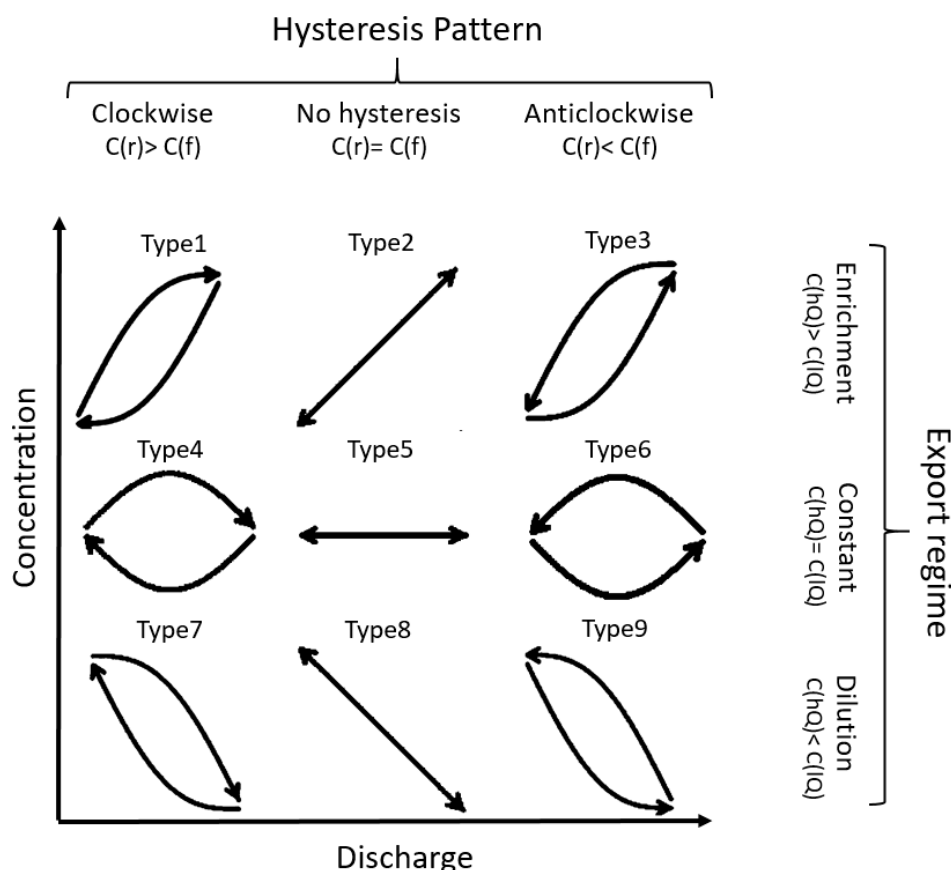 Hysteresis Pattern
Clockwise
C(r)> C(f)
No hysteresis
C(r)= C(f)
Anticlockwise
C(r)< C(f)
Type1
Type2
Type3
Enrichment
C(hQ)> C(lQ)
Concentration
Type4
Type5
Type6
Constant
C(hQ)= C(lQ)
Export regime
Type7
Type8
Type9
Dilution
C(hQ)< C(lQ)
Discharge